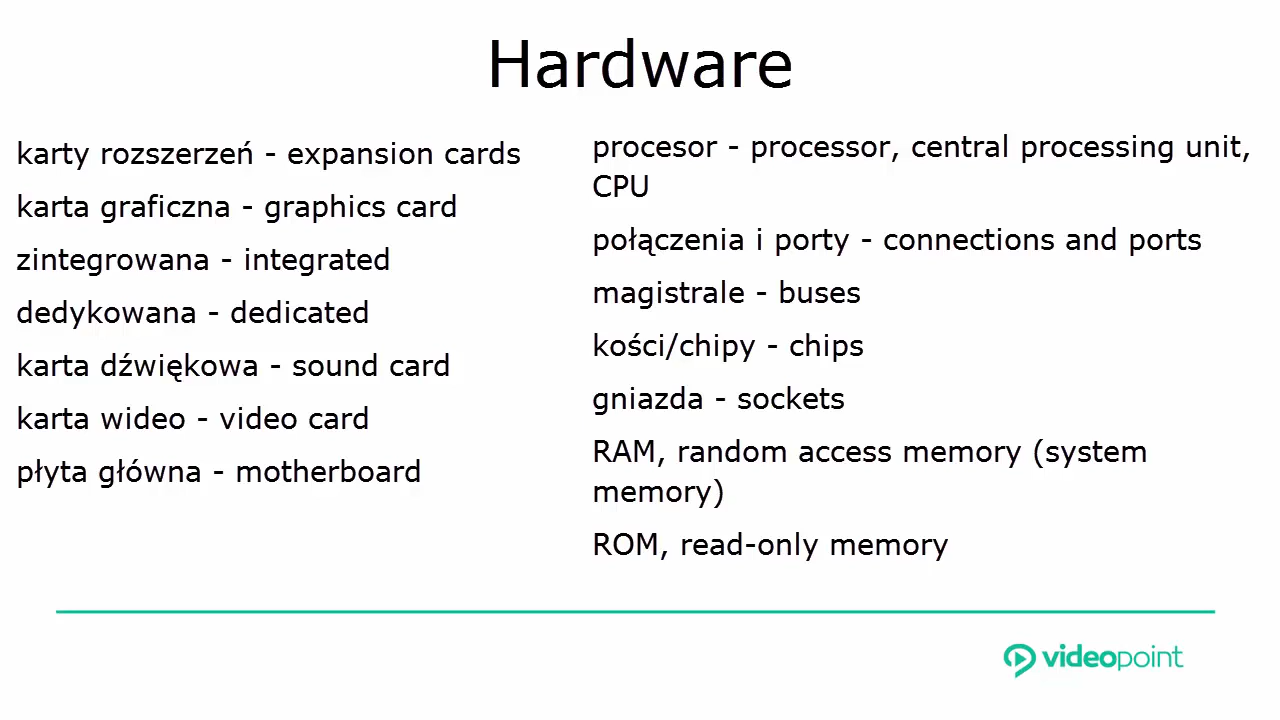 Hardware
karty rozszerzeń - expansion cards
karta graficzna - graphics card
zintegrowana - integrated
dedykowana - dedicated
karta dźwiękowa - sound card
karta wideo - video card
płyta główna - motherboard
procesor - processor, central processing unit,
CPU
połączenia i porty - connections and ports
magistrale - buses
kości/chipy - chips
gniazda - sockets
RAM, random access memory (system
memory)
ROM, read-only memory
videopoint